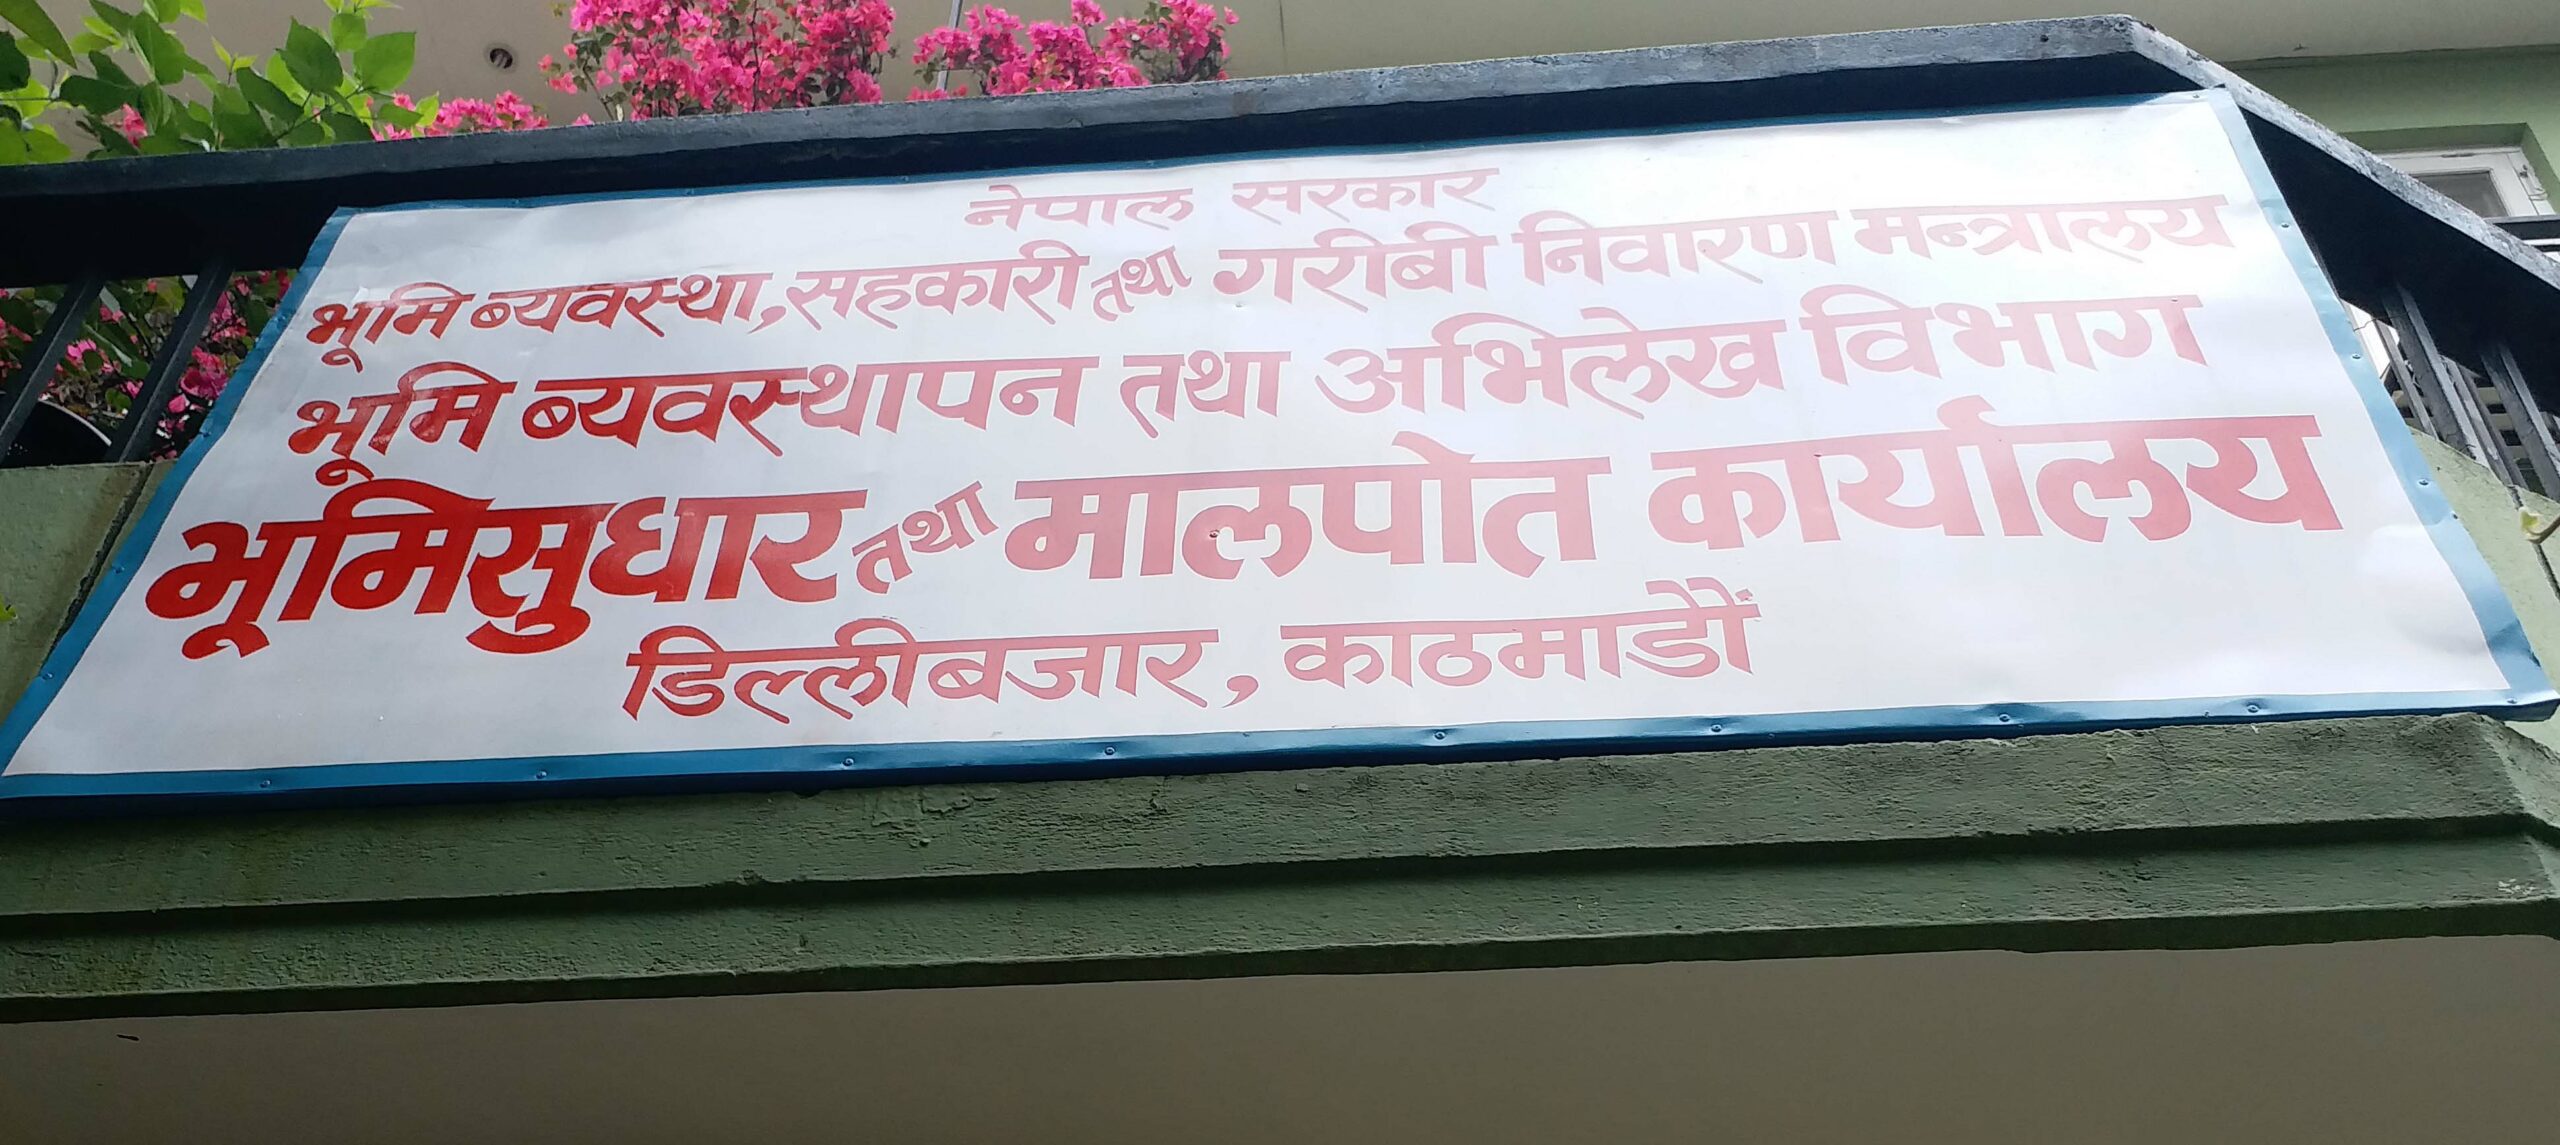 नेपाल सरकार
भूमि ब्यवस्था, सहकारी तथा गरीबी निवारण मन्त्रालय
भूमि ब्यवस्थापन तथा अभिलेख विभाग
भूमिसुधार तथा मालपोत कार्यालय
डिल्लीबजार, काठमाडौं